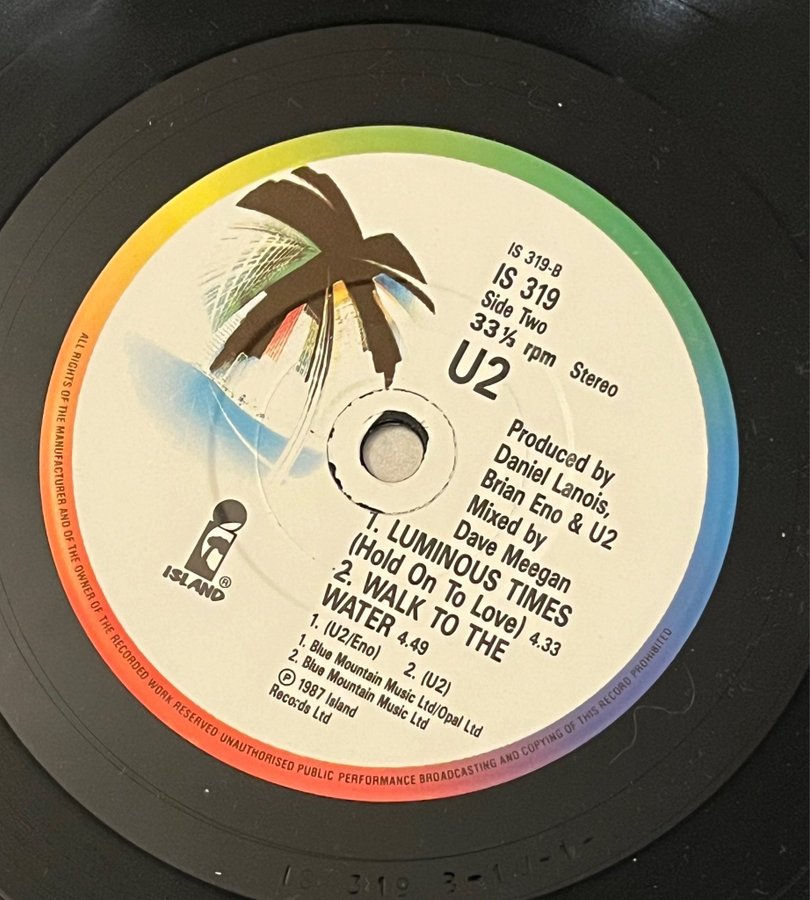 IS 319-B
IS 319
Side Two
33⅓ rpm Stereo
U2
Produced by
Daniel Lanois,
Brian Eno & U2
Mixed by
Dave Meegan
1. LUMINOUS TIMES
(Hold On To Love) 4.33
2. WALK TO THE
WATER 4.49
1. (U2/Eno) 2. (U2)
1. Blue Mountain Music Ltd/Opal Ltd
2. Blue Mountain Music Ltd
℗ 1987 Island
Records Ltd
ISLAND®
ALL RIGHTS OF THE MANUFACTURER AND OF THE OWNER OF THE RECORDED WORK RESERVED UNAUTHORISED PUBLIC PERFORMANCE BROADCASTING AND COPYING OF THIS RECORD PROHIBITED